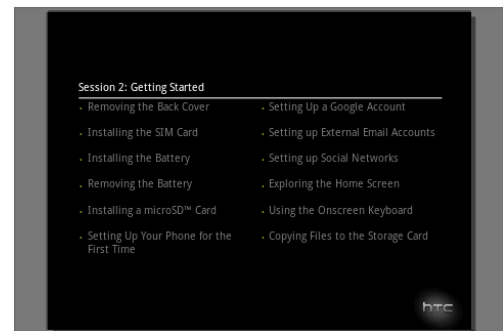 Session 2: Getting Started
Removing the Back Cover
Installing the SIM Card
Installing the Battery
Removing the Battery
Installing a microSD™ Card
Setting Up Your Phone for the
First Time
Setting Up a Google Account
Setting up External Email Accounts
Setting up Social Networks
Exploring the Home Screen
Using the Onscreen Keyboard
Copying Files to the Storage Card
hTC